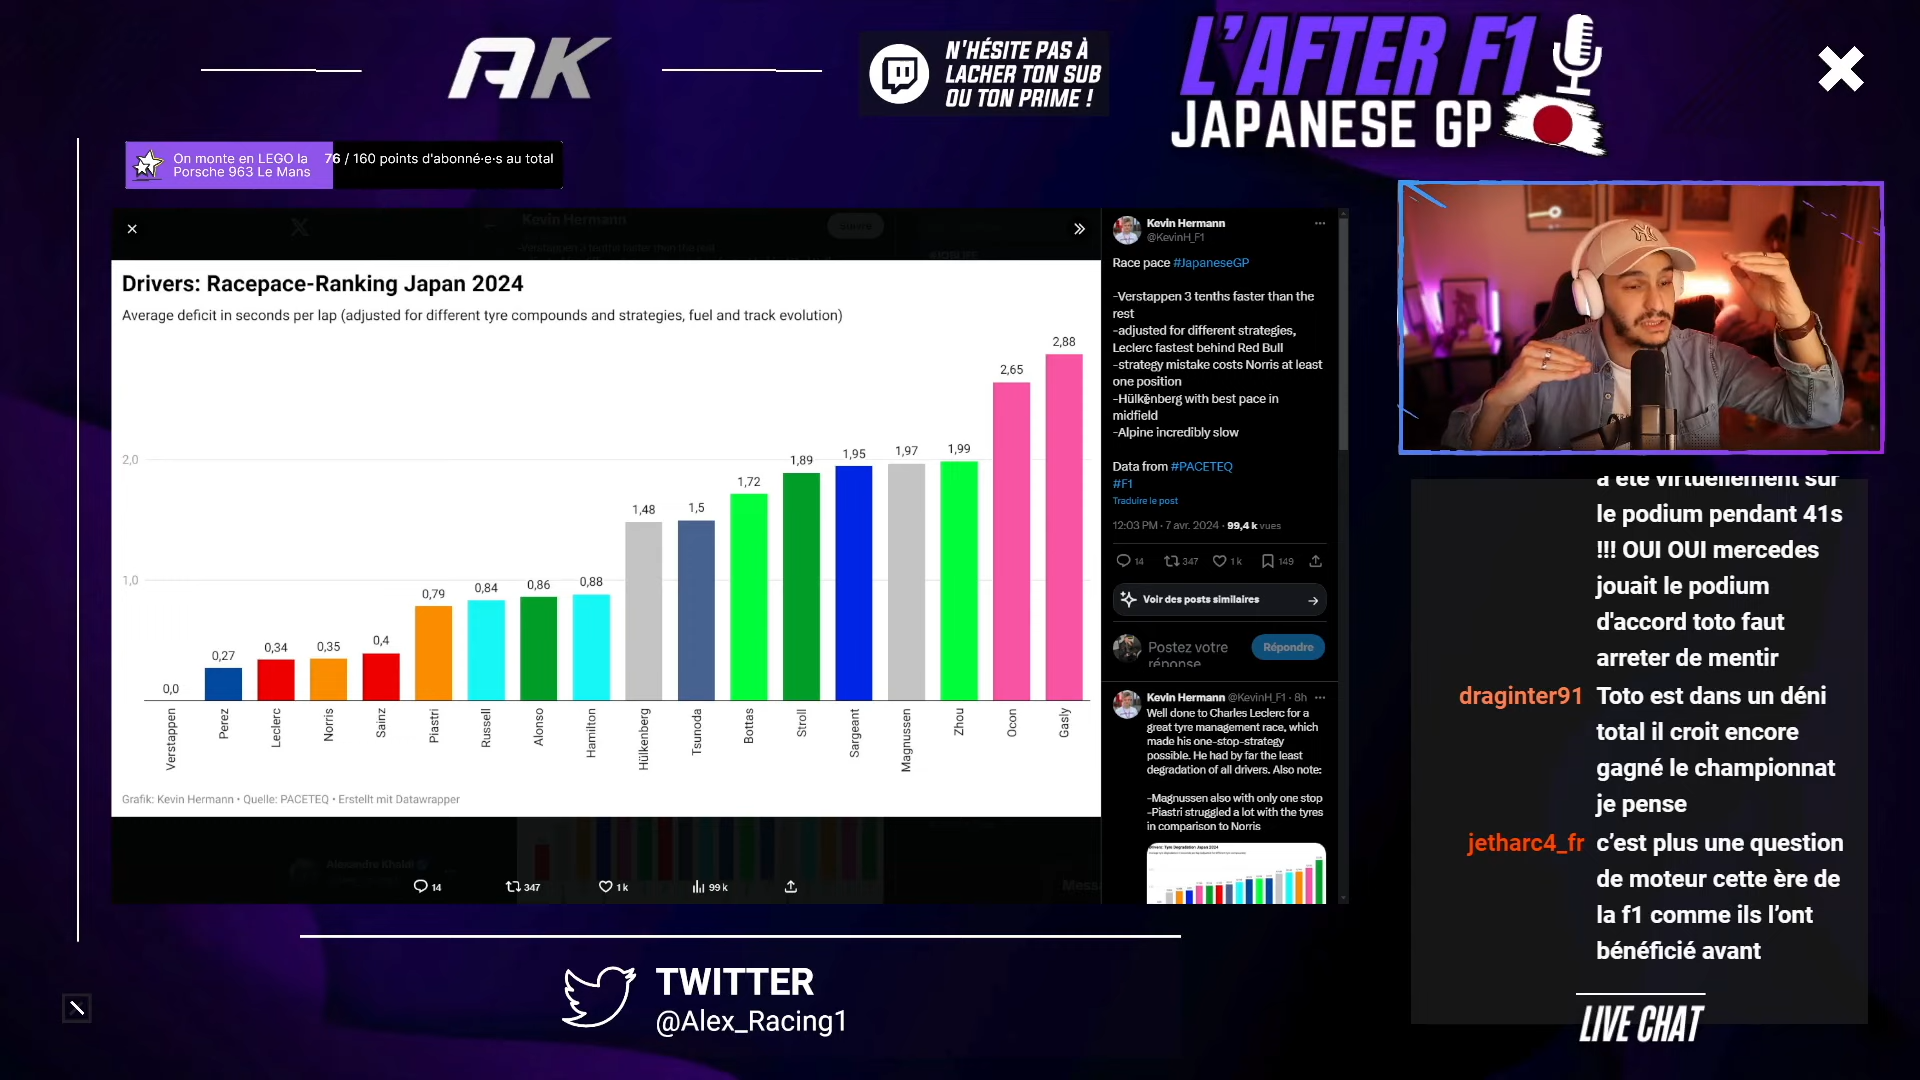 AK
N'HÉSITE PAS À
LACHER TON SUB
OU TON PRIME !
L'AFTER F1
JAPANESE GP
On monte en LEGO la
Porsche 963 Le Mans
76 / 160 points d'abonné·e·s au total
Kevin Hermann
Drivers: Racepace-Ranking Japan 2024
Average deficit in seconds per lap (adjusted for different tyre compounds and strategies, fuel and track evolution)
2,0
1,0
0,0
0,27
0,34
0,35
0,4
0,79
0,84
0,86
0,88
1,48
1,5
1,72
1,89
1,95
1,97
1,99
2,65
2,88
Verstappen
Perez
Leclerc
Norris
Sainz
Piastri
Russell
Alonso
Hamilton
Hülkenberg
Tsunoda
Bottas
Stroll
Sargeant
Magnussen
Zhou
Ocon
Gasly
Grafik: Kevin Hermann • Quelle: PACETEQ • Erstellt mit Datawrapper
14
347
1 k
99 k
Kevin Hermann
@KevinH_F1
Race pace #JapaneseGP
-Verstappen 3 tenths faster than the
rest
-adjusted for different strategies,
Leclerc fastest behind Red Bull
-strategy mistake costs Norris at least
one position
-Hülkenberg with best pace in
midfield
-Alpine incredibly slow
Data from #PACETEQ
#F1
Traduire le post
12:03 PM · 7 avr. 2024 · 99,4 k vues
14
347
1 k
149
Voir des posts similaires
Postez votre
réponse
Répondre
Kevin Hermann @KevinH_F1 · 8h
Well done to Charles Leclerc for a
great tyre management race, which
made his one-stop-strategy
possible. He had by far the least
degradation of all drivers. Also note:
-Magnussen also with only one stop
-Piastri struggled a lot with the tyres
in comparison to Norris
Drivers: Tyre Degradation Japan 2024
a été virtuellement sur
le podium pendant 41s
!!! OUI OUI mercedes
jouait le podium
d'accord toto faut
arreter de mentir
draginter91 Toto est dans un déni
total il croit encore
gagné le championnat
je pense
jetharc4_fr c'est plus une question
de moteur cette ère de
la f1 comme ils l'ont
bénéficié avant
LIVE CHAT
TWITTER
@Alex_Racing1